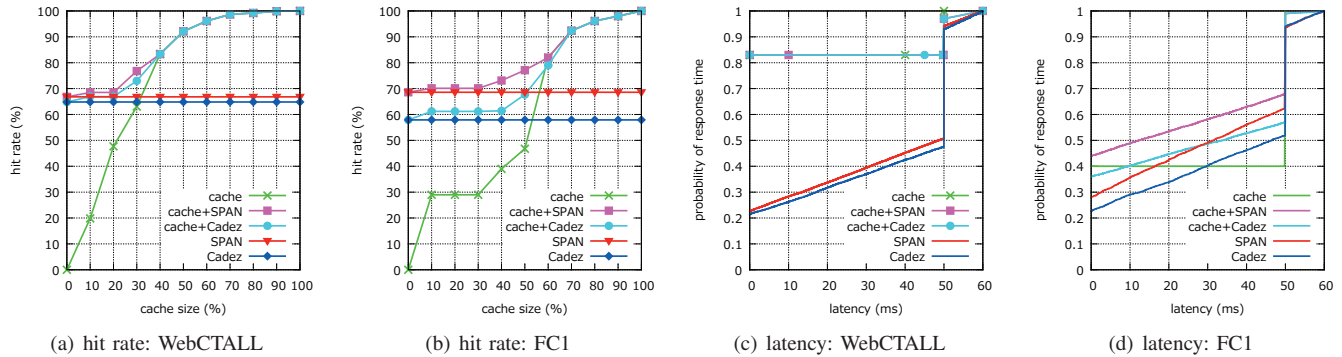 hit rate (%)
100
90
80
70
60
50
40
30
20
10
0
cache
cache+SPAN
cache+Cadez
SPAN
Cadez
0 10 20 30 40 50 60 70 80 90 100
cache size (%)
(a) hit rate: WebCTALL
hit rate (%)
100
90
80
70
60
50
40
30
20
10
0
cache
cache+SPAN
cache+Cadez
SPAN
Cadez
0 10 20 30 40 50 60 70 80 90 100
cache size (%)
(b) hit rate: FC1
probability of response time
1
0.9
0.8
0.7
0.6
0.5
0.4
0.3
0.2
0.1
0
cache
cache+SPAN
cache+Cadez
SPAN
Cadez
0 10 20 30 40 50 60
latency (ms)
(c) latency: WebCTALL
probability of response time
1
0.9
0.8
0.7
0.6
0.5
0.4
0.3
0.2
0.1
0
cache
cache+SPAN
cache+Cadez
SPAN
Cadez
0 10 20 30 40 50 60
latency (ms)
(d) latency: FC1